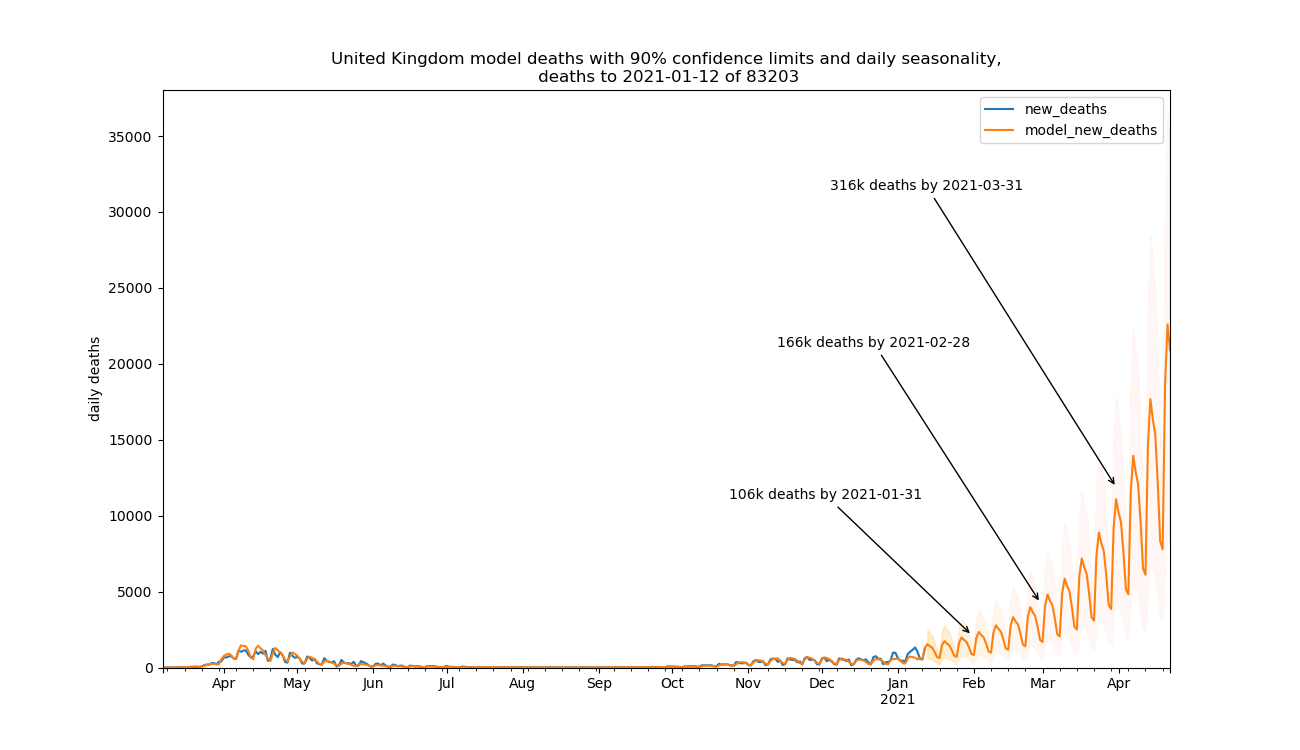 United Kingdom model deaths with 90% confidence limits and daily seasonality,
deaths to 2021-01-12 of 83203
new_deaths
model_new_deaths
daily deaths
35000
30000
25000
20000
15000
10000
5000
0
316k deaths by 2021-03-31
166k deaths by 2021-02-28
106k deaths by 2021-01-31
Apr May Jun Jul Aug Sep Oct Nov Dec Jan Feb Mar Apr
2021